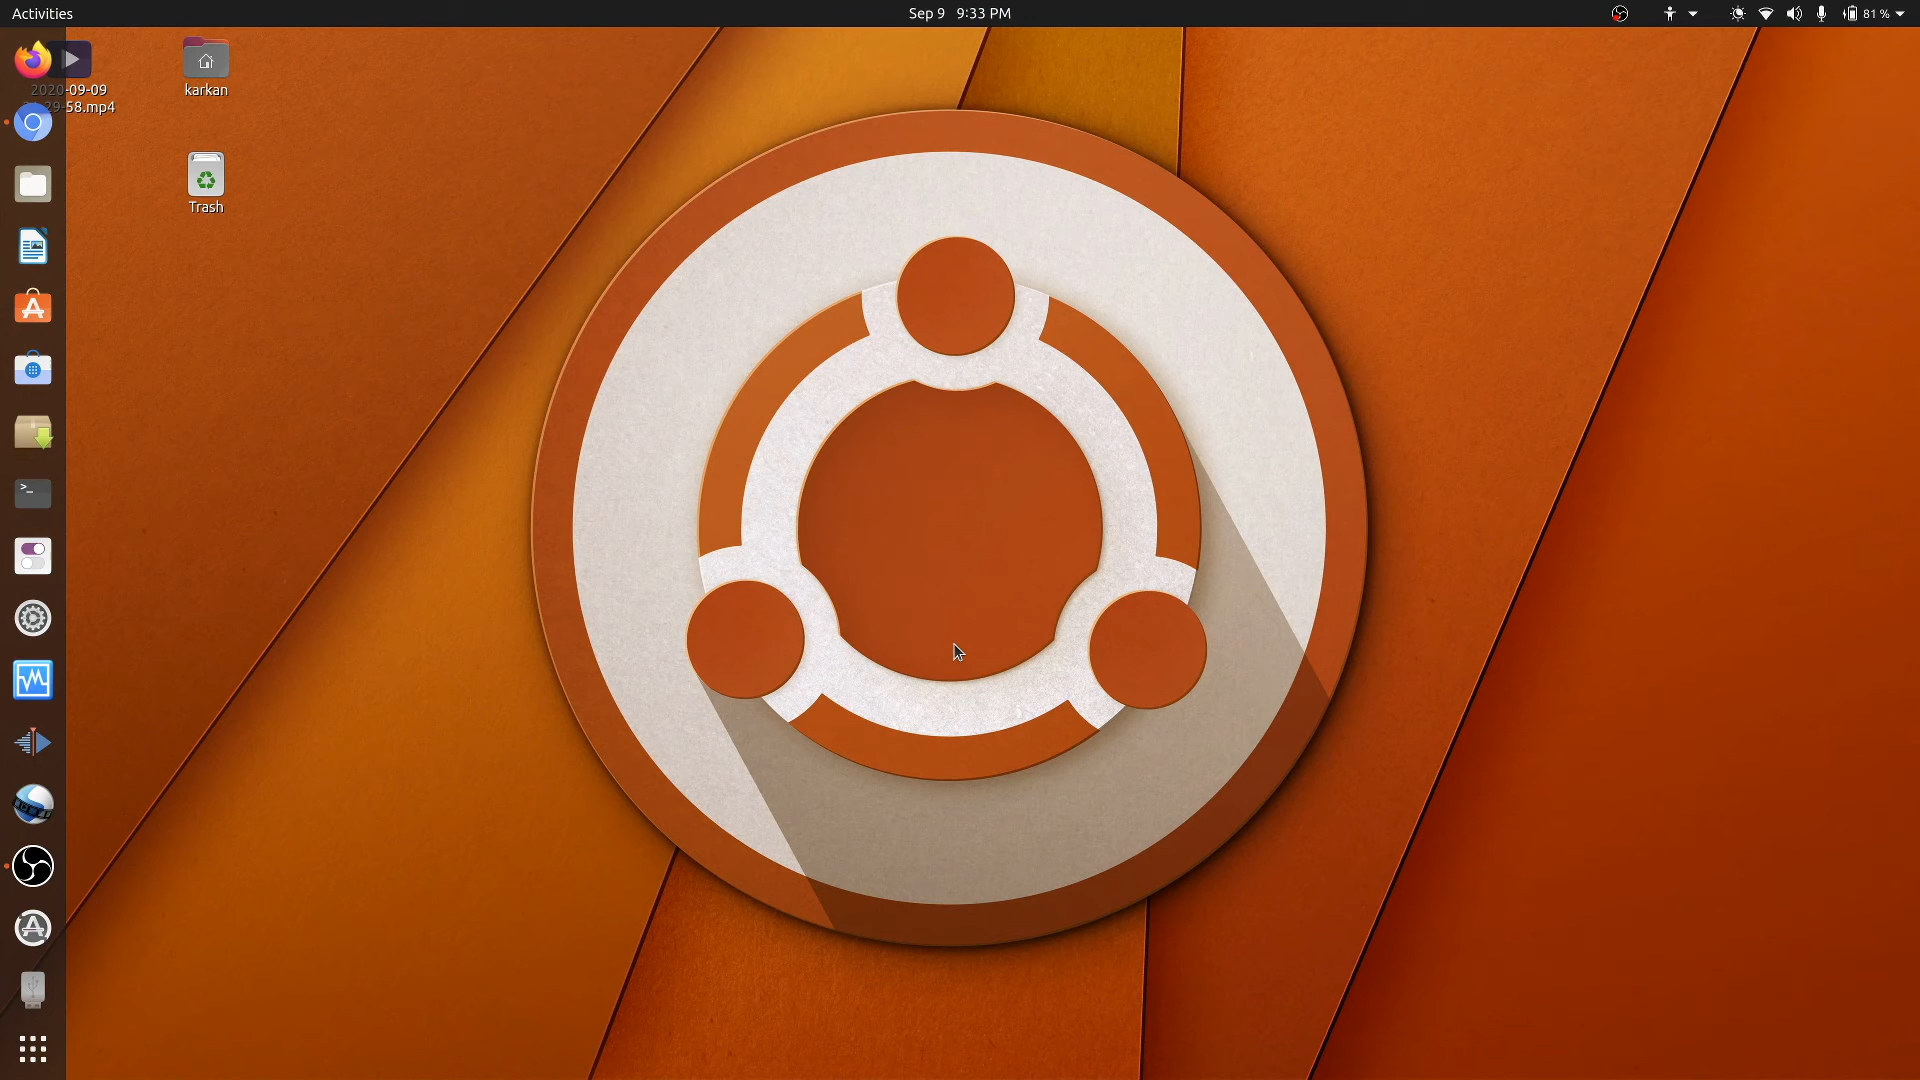 Activities
Sep 9 9:33 PM
81 %
2020-09-09
-58.mp4
karkan
Trash